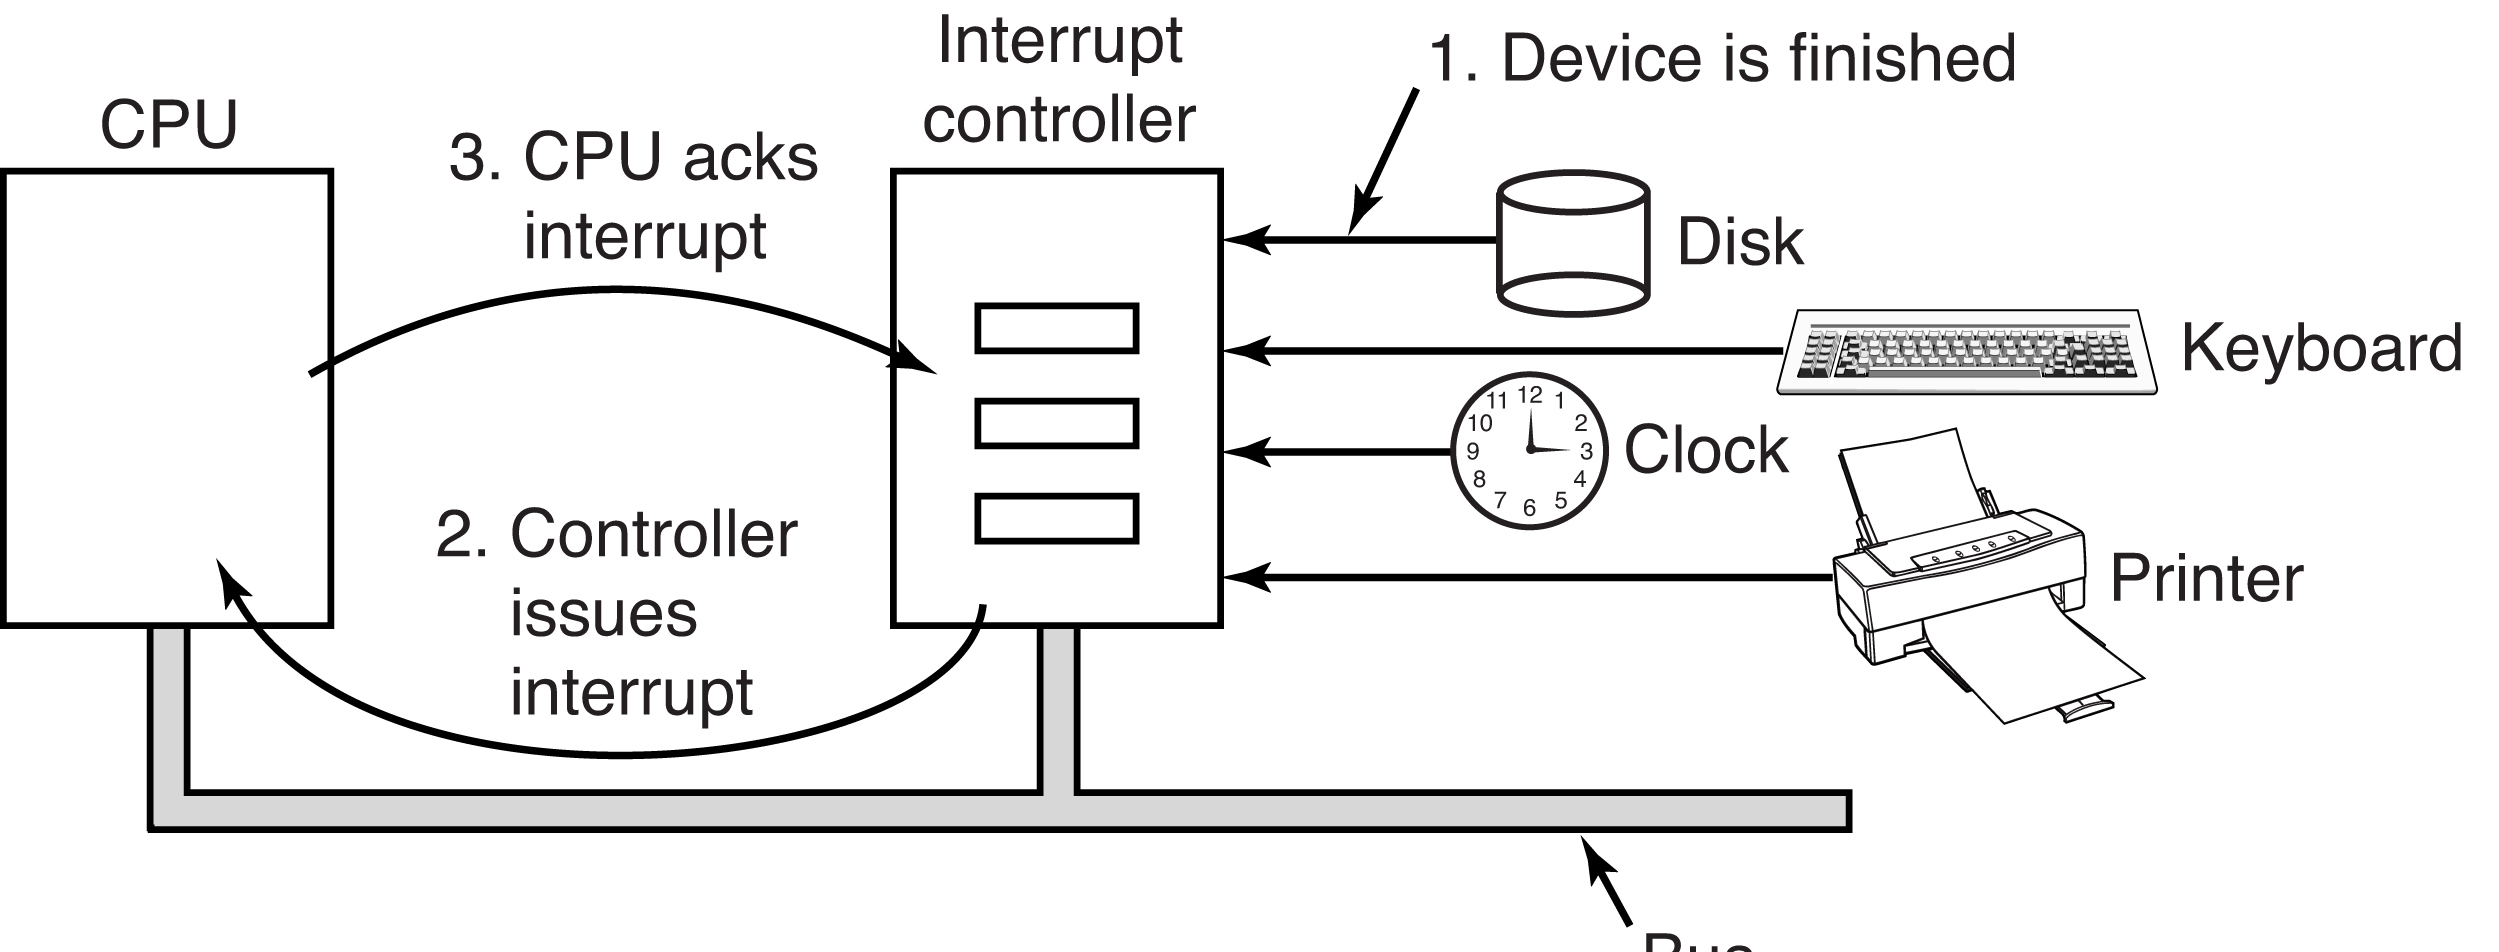 Interrupt
controller
1. Device is finished
CPU
3. CPU acks
interrupt
Disk
Keyboard
11 12 1
10 2
9 3
8 4
7 6 5
Clock
2. Controller
issues
interrupt
Printer